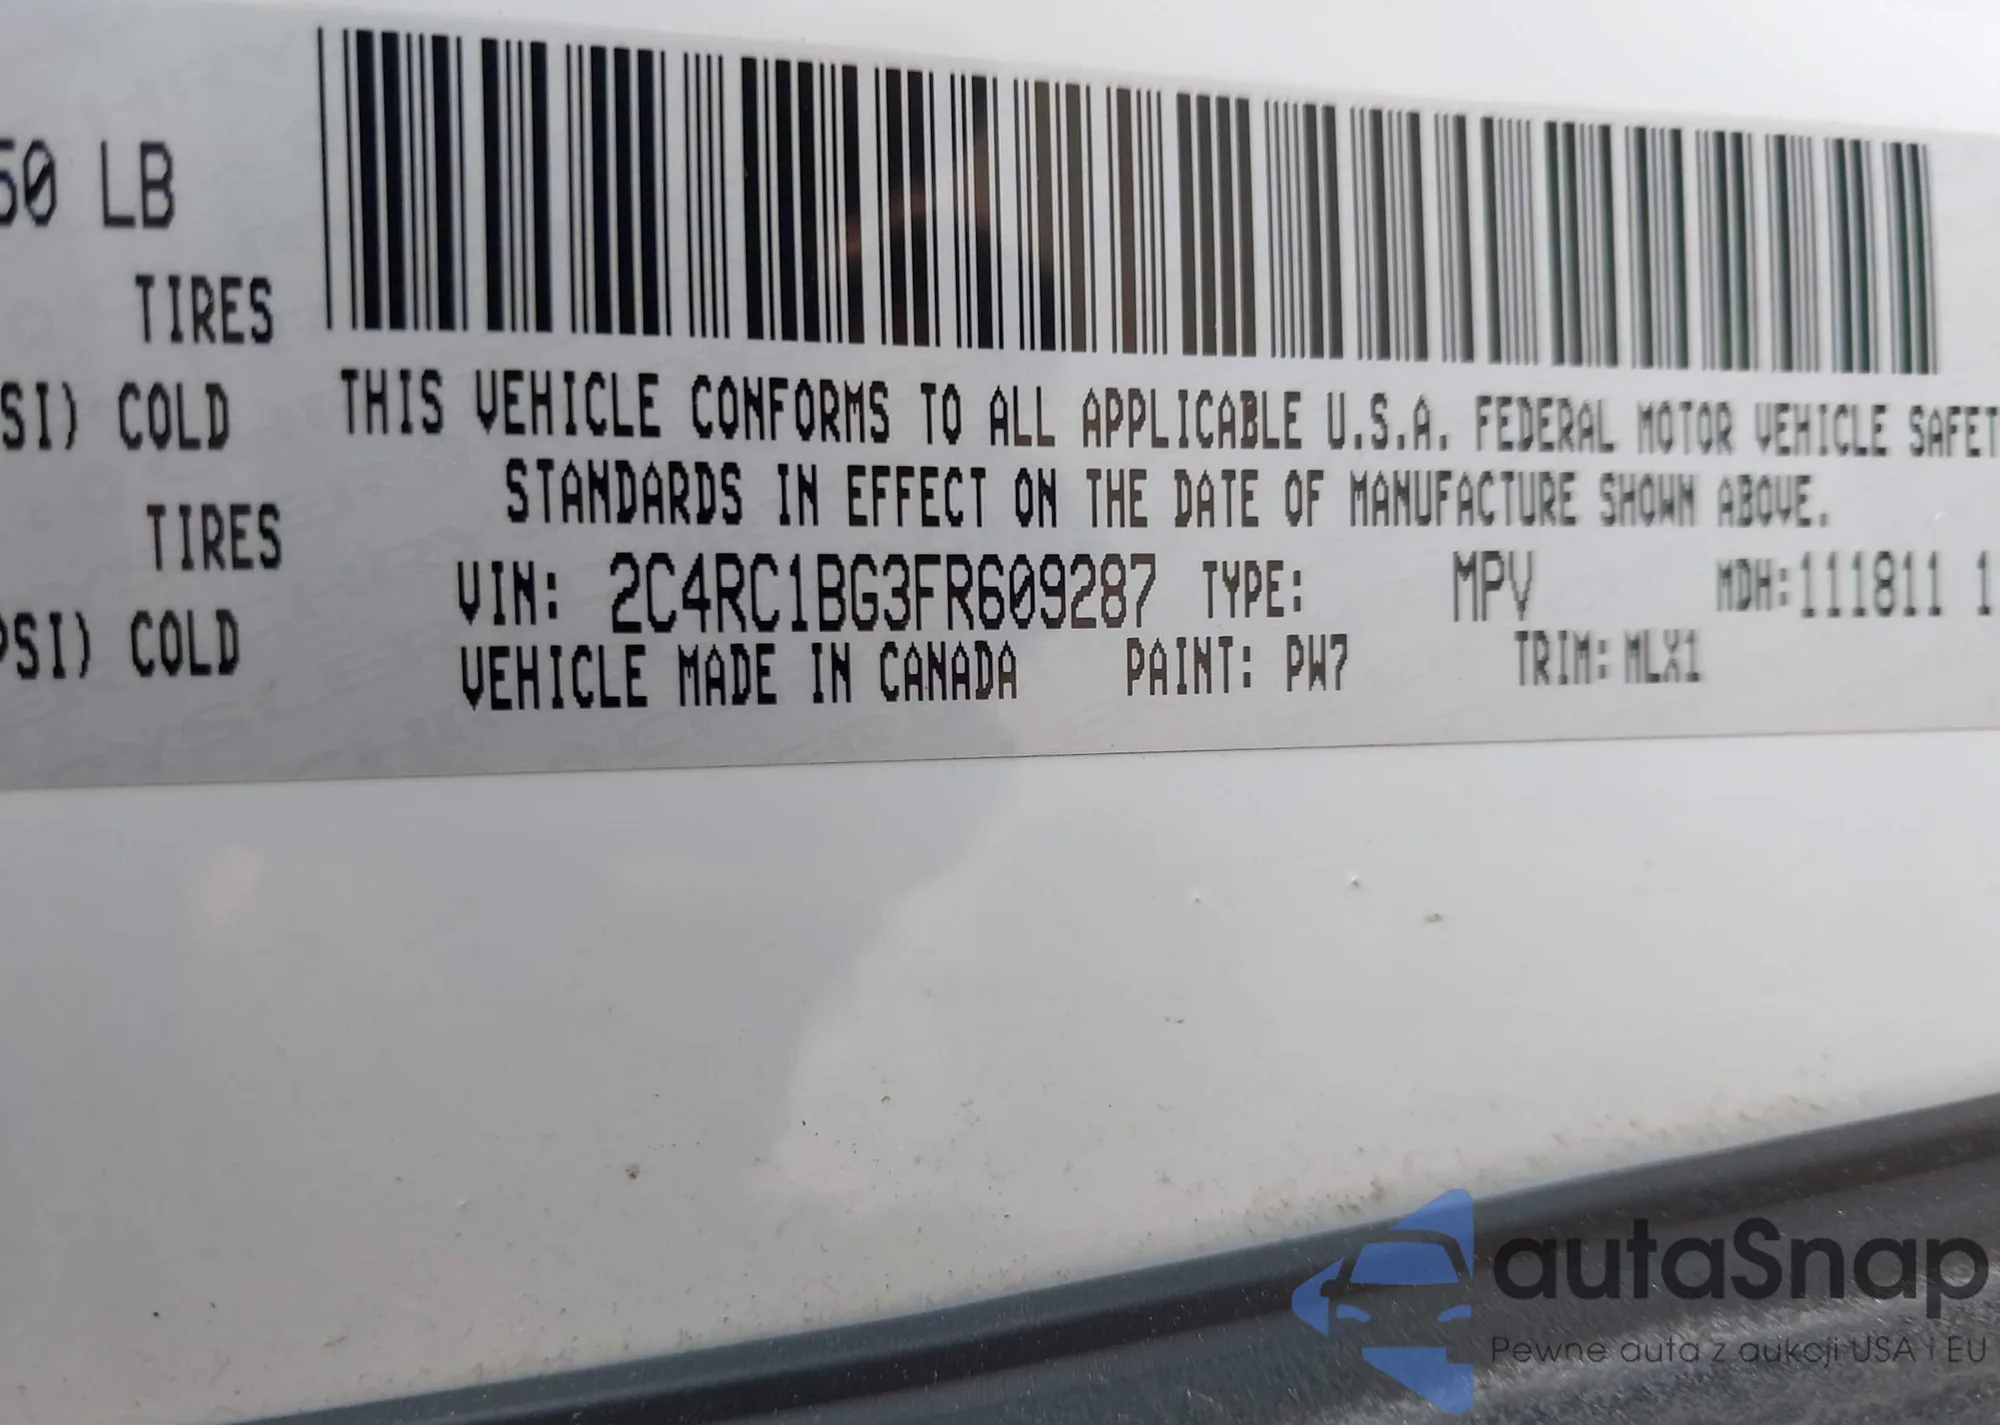 50 LB
TIRES
SI) COLD
THIS VEHICLE CONFORMS TO ALL APPLICABLE U.S.A. FEDERAL MOTOR VEHICLE SAFET
STANDARDS IN EFFECT ON THE DATE OF MANUFACTURE SHOWN ABOVE.
TIRES
VIN: 2C4RC1BG3FR609287 TYPE: MPV MDH:111811 1
PSI) COLD
VEHICLE MADE IN CANADA PAINT: PW7 TRIM: MLX1
autaSnap
Pewne auta z aukcji USA i EU